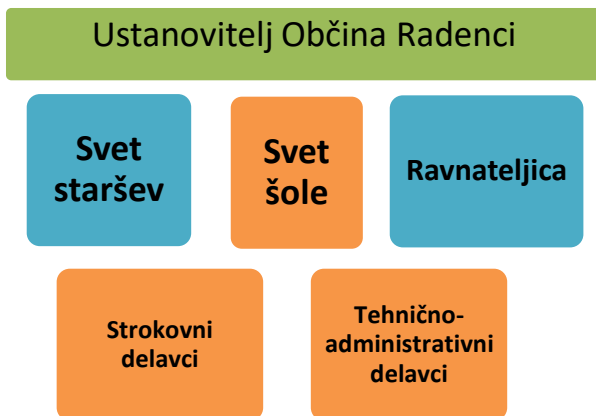 Ustanovitelj Občina Radenci
Svet
staršev
Svet
šole
Ravnateljica
Strokovni
delavci
Tehnično-
administrativni
delavci